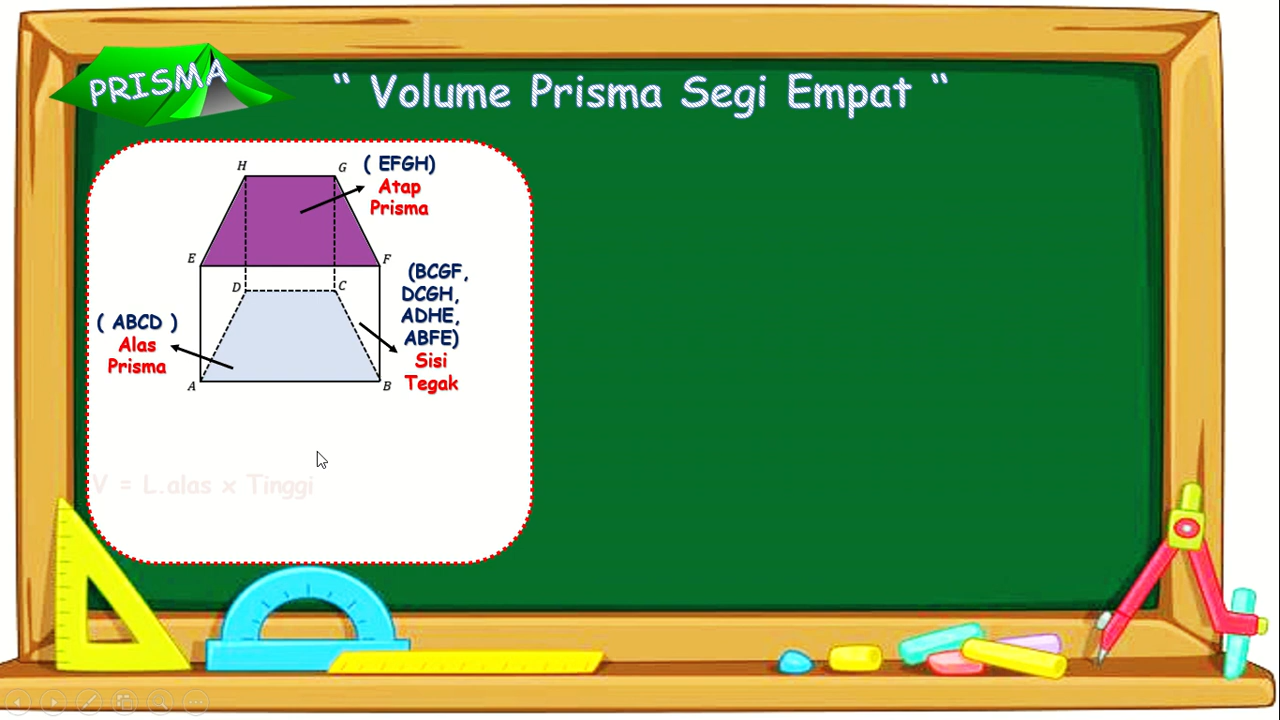 PRISMA
“ Volume Prisma Segi Empat “
H
G
( EFGH)
Atap
Prisma
E
F
(BCGF,
DCGH,
ADHE,
ABFE)
Sisi
Tegak
D
C
( ABCD )
Alas
Prisma
A
B
V = L.alas x Tinggi